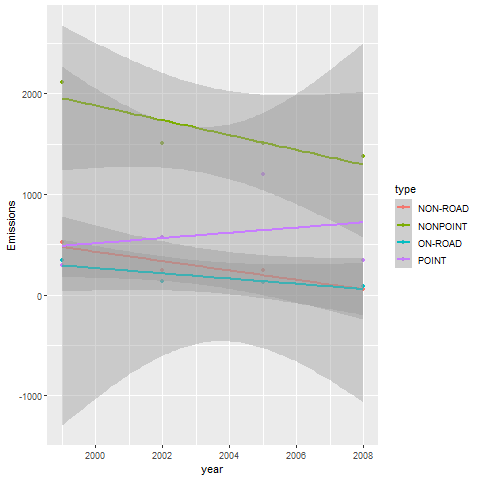 2000
1000
0
-1000
Emissions
2000
2002
2004
2006
2008
year
type
NON-ROAD
NONPOINT
ON-ROAD
POINT